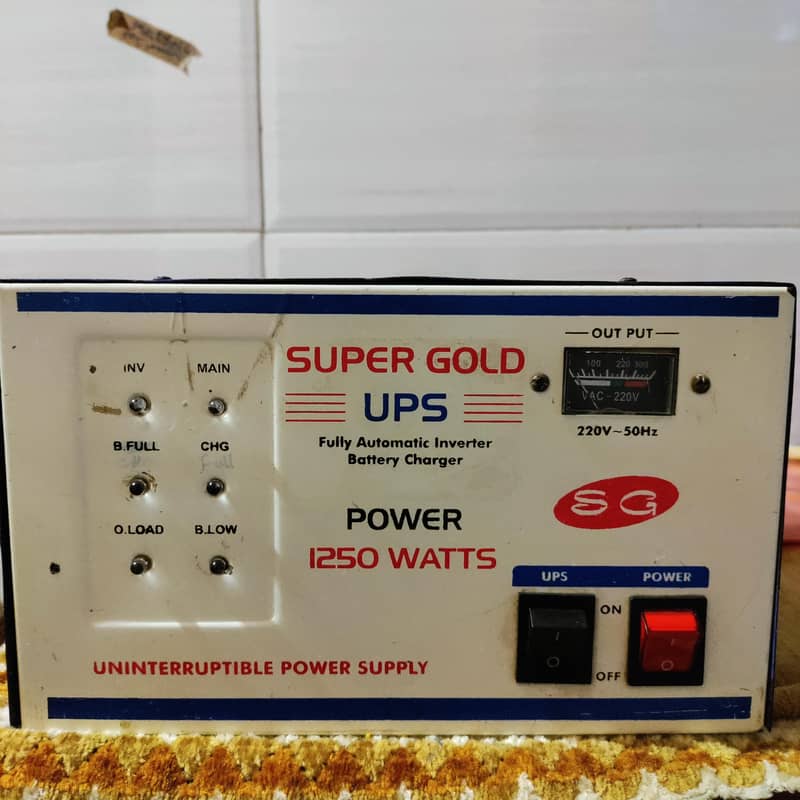 INV MAIN
B.FULL CHG
full
O.LOAD B.LOW
SUPER GOLD
UPS
Fully Automatic Inverter
Battery Charger
POWER
1250 WATTS
UNINTERRUPTIBLE POWER SUPPLY
OUT PUT
100 220 300
VAC-220V
220V~50Hz
SG
UPS POWER
ON
OFF